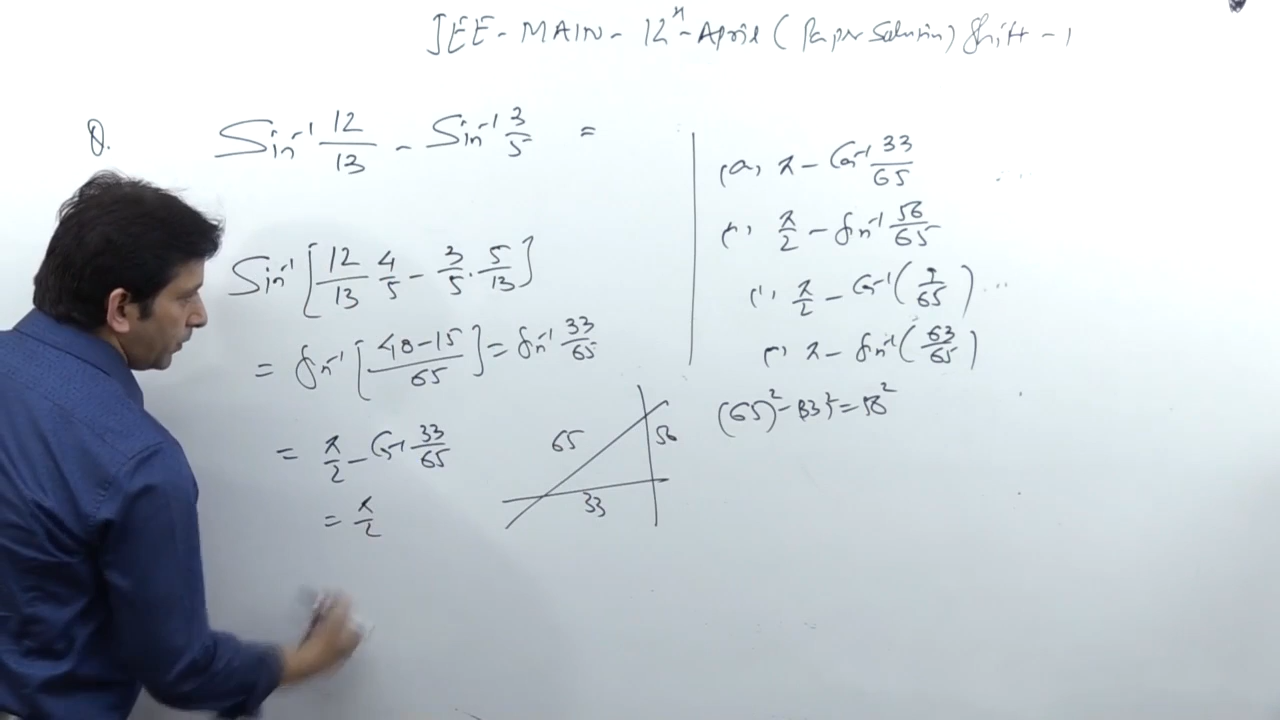 JEE - MAIN - 12th - April (Paper Solution) Shift - 1
Q. Sin⁻¹ 12/13 - Sin⁻¹ 3/5 =
Sin⁻¹ [12/13 4/5 - 3/5 . 5/13]
= Sin⁻¹ [48-15/65] = Sin⁻¹ 33/65
= π/2 - Cos⁻¹ 33/65
= π/2
65
56
33
(a) π - Cos⁻¹ 33/65
π/2 - Sin⁻¹ 56/65
π/2 - Cos⁻¹ (9/65)
π - Sin⁻¹ (63/65)
(65)² - (33)² = 56²